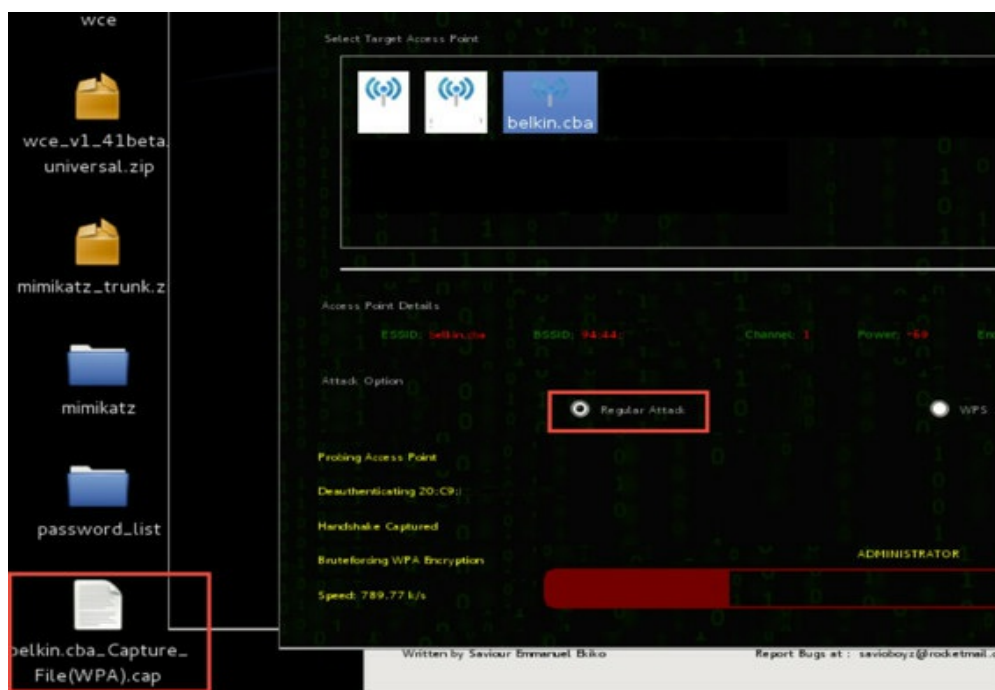 wce
wce_v1_41beta.
universal.zip
mimikatz_trunk.z
mimikatz
password_list
belkin.cba_Capture_
File(WPA).cap
Select Target Access Point
belkin.cba
Access Point Details
ESSID: belkin.cba BSSID: 94:44: Channel: 1 Power: -60 En
Attack Option
Regular Attack WPS
Probing Access Point
Deauthenticating 20:C9:
Handshake Captured
Bruteforcing WPA Encryption
ADMINISTRATOR
Speed: 789.77 k/s
Written by Saviour Emmanuel Ekiko Report Bugs at : savioboyz@rocketmail.c